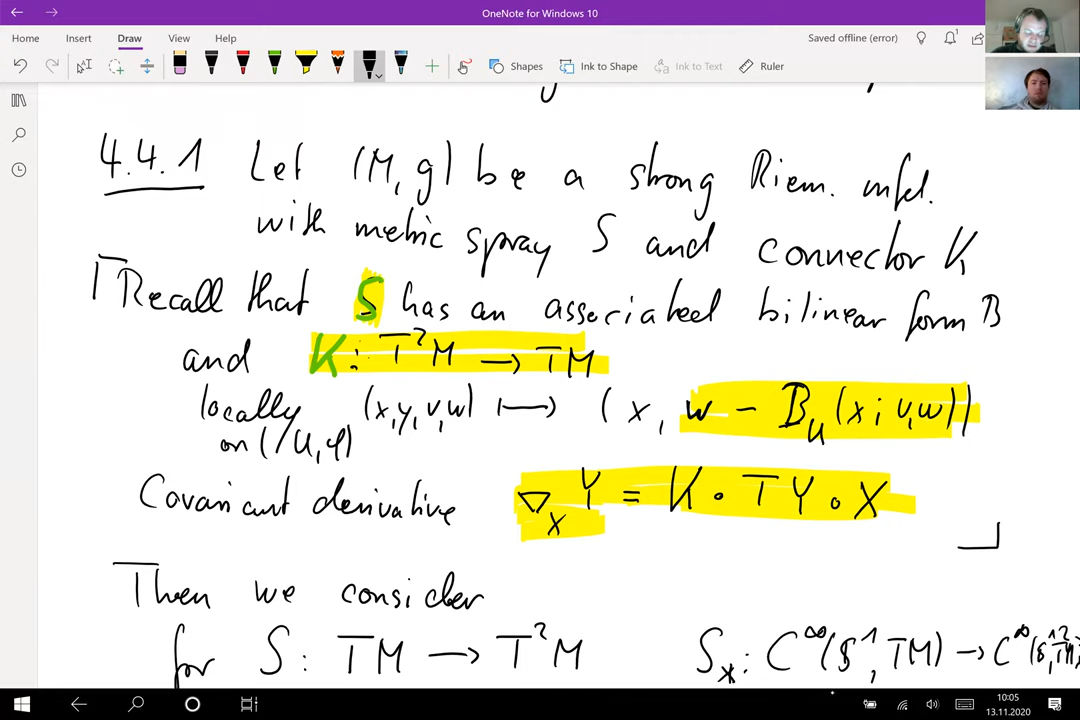 OneNote for Windows 10
Home Insert Draw View Help Saved offline (error)
Shapes Ink to Shape Ink to Text Ruler
4.4.1 Let (M, g) be a strong Riem. mfd.
with metric spray S and connector K,
Recall that S has an associated bilinear form B
and K : T²M → TM
locally (x,y,v,w) ⟼ (x, w - B_U(x; v,w))
on (U,φ)
Covariant derivative ∇_X Y = K ∘ TY ∘ X
Then we consider
for S : TM → T²M S_* : C^∞(S¹, TM) → C^∞(S¹, T²M)
10:05
13.11.2020